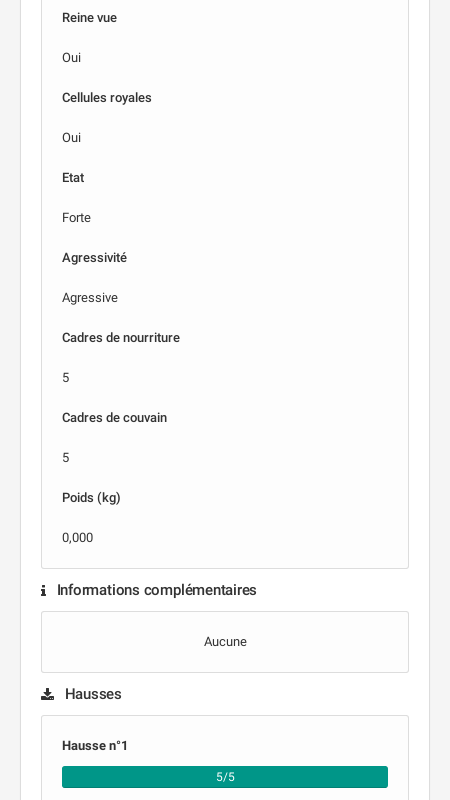 Reine vue
Oui
Cellules royales
Oui
Etat
Forte
Agressivité
Agressive
Cadres de nourriture
5
Cadres de couvain
5
Poids (kg)
0,000
Informations complémentaires
Aucune
Hausses
Hausse n°1
5/5